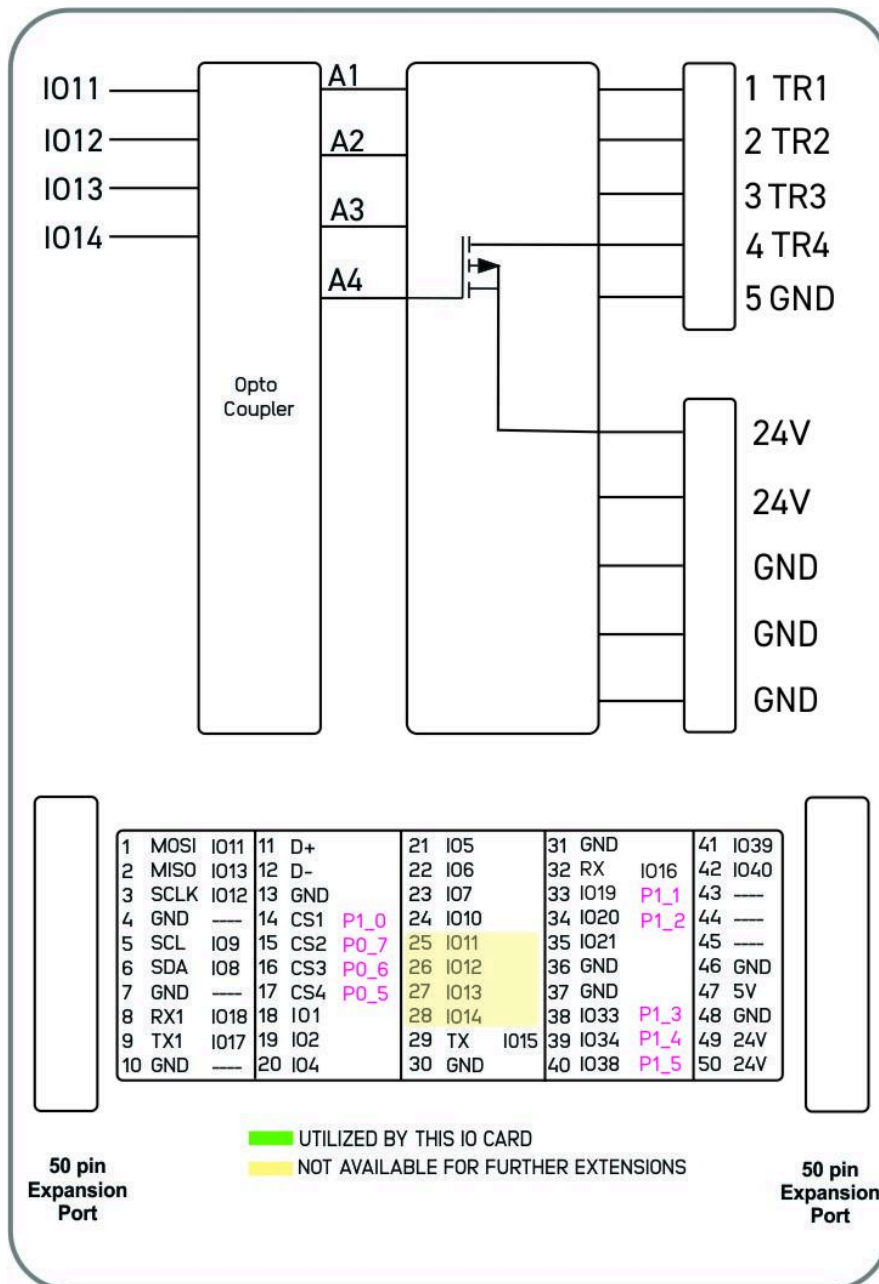 IO11
IO12
IO13
IO14
A1
A2
A3
A4
Opto
Coupler
1 TR1
2 TR2
3 TR3
4 TR4
5 GND
24V
24V
GND
GND
GND
1 MOSI IO11 11 D+ 21 IO5 31 GND 41 IO39
2 MISO IO13 12 D- 22 IO6 32 RX IO16 42 IO40
3 SCLK IO12 13 GND 23 IO7 33 IO19 P1_1 43 ----
4 GND ---- 14 CS1 P1_0 24 IO10 34 IO20 P1_2 44 ----
5 SCL IO9 15 CS2 P0_7 25 IO11 35 IO21 45 ----
6 SDA IO8 16 CS3 P0_6 26 IO12 36 GND 46 GND
7 GND ---- 17 CS4 P0_5 27 IO13 37 GND 47 5V
8 RX1 IO18 18 IO1 28 IO14 38 IO33 P1_3 48 GND
9 TX1 IO17 19 IO2 29 TX IO15 39 IO34 P1_4 49 24V
10 GND ---- 20 IO4 30 GND 40 IO38 P1_5 50 24V
UTILIZED BY THIS IO CARD
NOT AVAILABLE FOR FURTHER EXTENSIONS
50 pin
Expansion
Port
50 pin
Expansion
Port